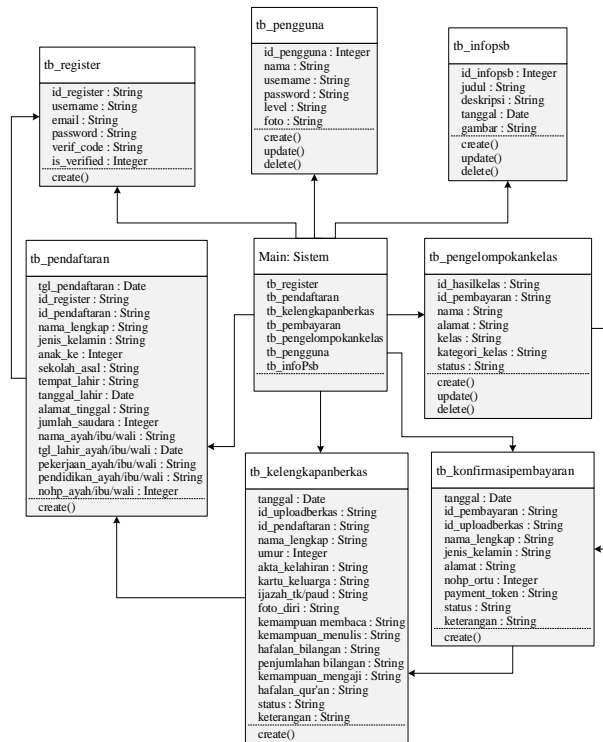 tb_pengguna
id_pengguna : Integer
nama : String
username : String
password : String
level : String
foto : String
create()
update()
delete()
tb_infopsb
id_infopsb : Integer
judul : String
deskripsi : String
tanggal : Date
gambar : String
create()
update()
delete()
tb_register
id_register : String
username : String
email : String
password : String
verif_code : String
is_verified : Integer
create()
tb_pendaftaran
tgl_pendaftaran : Date
id_register : String
id_pendaftaran : String
nama_lengkap : String
jenis_kelamin : String
anak_ke : Integer
sekolah_asal : String
tempat_lahir : String
tanggal_lahir : Date
alamat_tinggal : String
jumlah_saudara : Integer
nama_ayah/ibu/wali : String
tgl_lahir_ayah/ibu/wali : Date
pekerjaan_ayah/ibu/wali : String
pendidikan_ayah/ibu/wali : String
nohp_ayah/ibu/wali : Integer
create()
Main: Sistem
tb_register
tb_pendaftaran
tb_kelengkapanberkas
tb_pembayaran
tb_pengelompokankelas
tb_pengguna
tb_infoPsb
tb_pengelompokankelas
id_hasilkelas : String
id_pembayaran : String
nama : String
alamat : String
kelas : String
kategori_kelas : String
status : String
create()
update()
delete()
tb_kelengkapanberkas
tanggal : Date
id_uploadberkas : String
id_pendaftaran : String
nama_lengkap : String
umur : Integer
akta_kelahiran : String
kartu_keluarga : String
ijazah_tk/paud : String
foto_diri : String
kemampuan membaca : String
kemampuan_menulis : String
hafalan_bilangan : String
penjumlahan bilangan : String
kemampuan_mengaji : String
hafalan_qur'an : String
status : String
keterangan : String
create()
tb_konfirmasipembayaran
tanggal : Date
id_pembayaran : String
id_uploadberkas : String
nama_lengkap : String
jenis_kelamin : String
alamat : String
nohp_ortu : Integer
payment_token : String
status : String
keterangan : String
create()